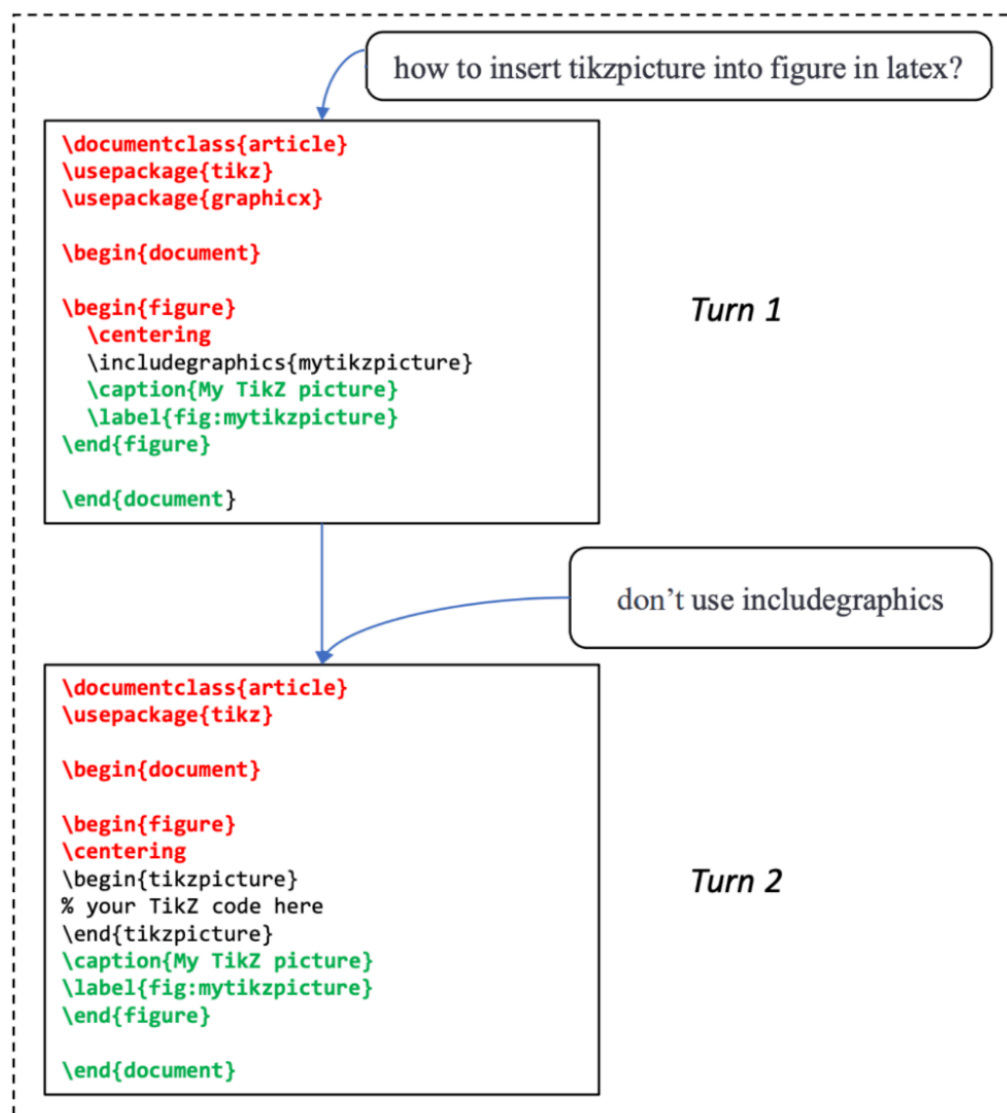 how to insert tikzpicture into figure in latex?
\documentclass{article}
\usepackage{tikz}
\usepackage{graphicx}
\begin{document}
\begin{figure}
\centering
\includegraphics{mytikzpicture}
\caption{My TikZ picture}
\label{fig:mytikzpicture}
\end{figure}
\end{document}
Turn 1
don't use includegraphics
\documentclass{article}
\usepackage{tikz}
\begin{document}
\begin{figure}
\centering
\begin{tikzpicture}
% your TikZ code here
\end{tikzpicture}
\caption{My TikZ picture}
\label{fig:mytikzpicture}
\end{figure}
\end{document}
Turn 2